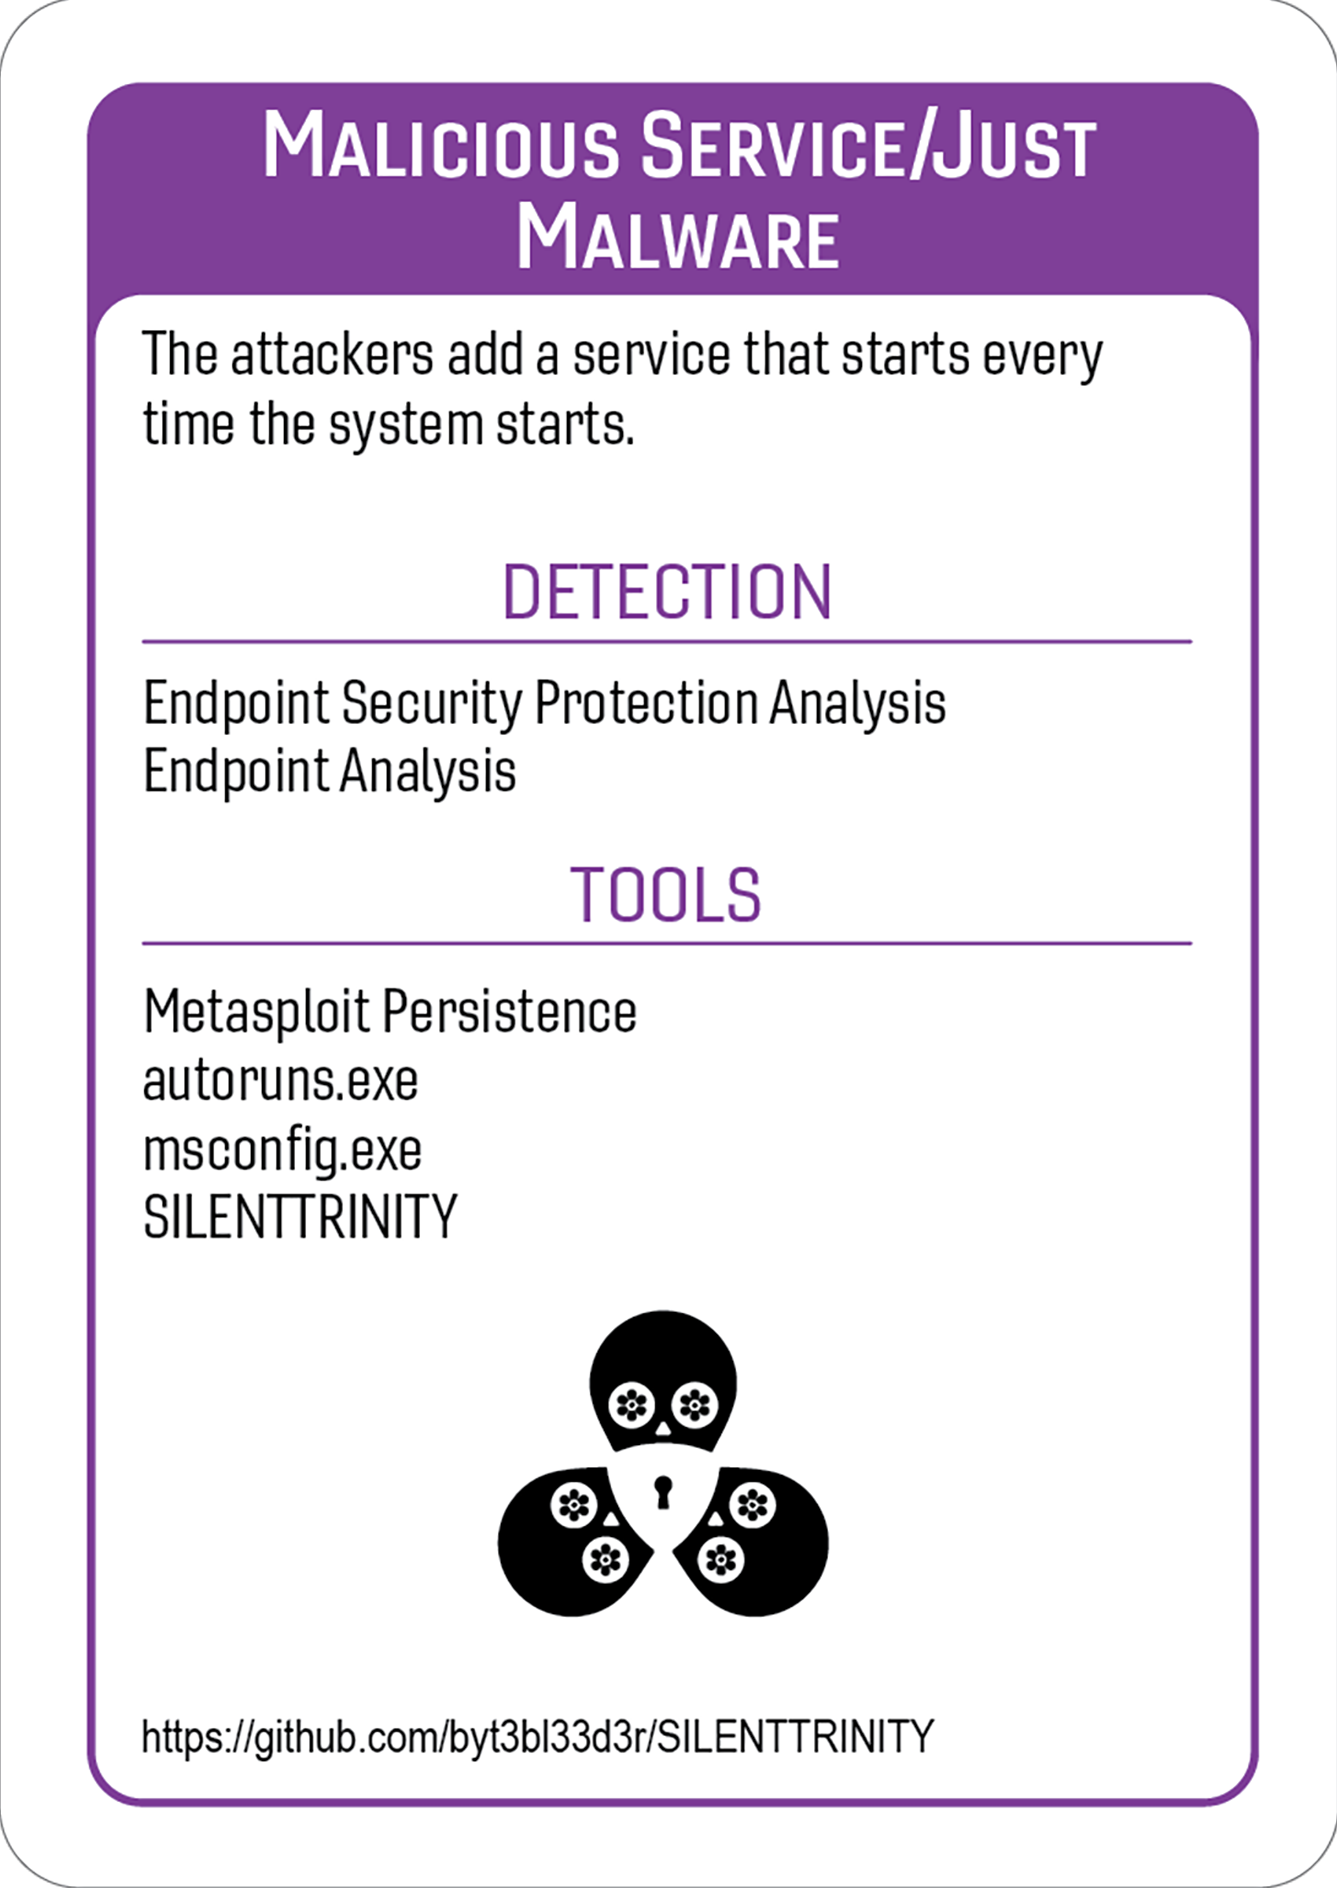 MALICIOUS SERVICE/JUST
MALWARE
The attackers add a service that starts every
time the system starts.
DETECTION
Endpoint Security Protection Analysis
Endpoint Analysis
TOOLS
Metasploit Persistence
autoruns.exe
msconfig.exe
SILENTTRINITY
https://github.com/byt3bl33d3r/SILENTTRINITY